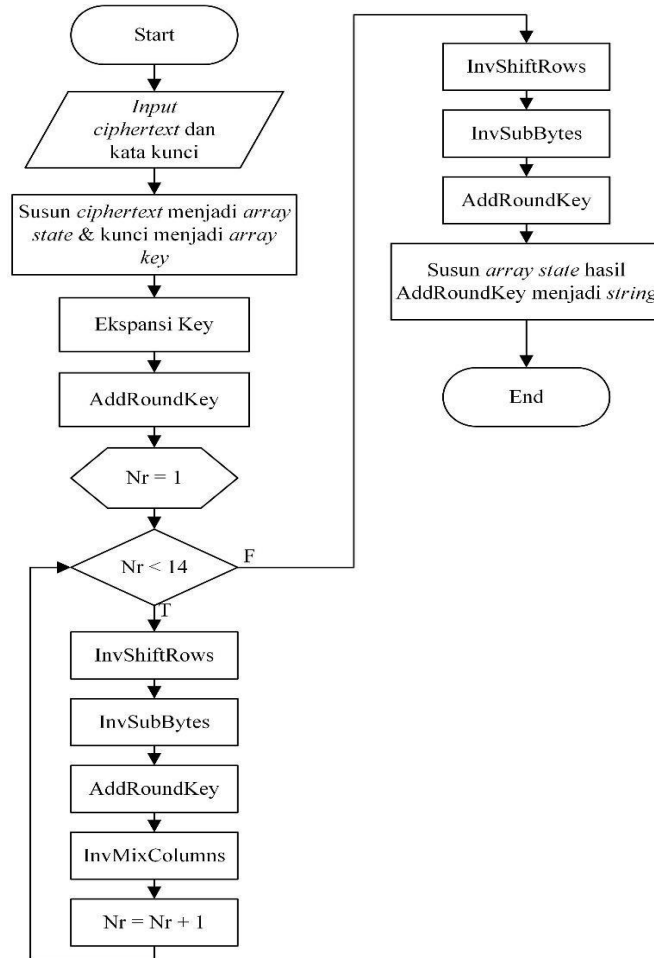 Start
Input
ciphertext dan
kata kunci
Susun ciphertext menjadi array
state & kunci menjadi array
key
Ekspansi Key
AddRoundKey
Nr = 1
Nr < 14
F
T
InvShiftRows
InvSubBytes
AddRoundKey
InvMixColumns
Nr = Nr + 1
InvShiftRows
InvSubBytes
AddRoundKey
Susun array state hasil
AddRoundKey menjadi string
End